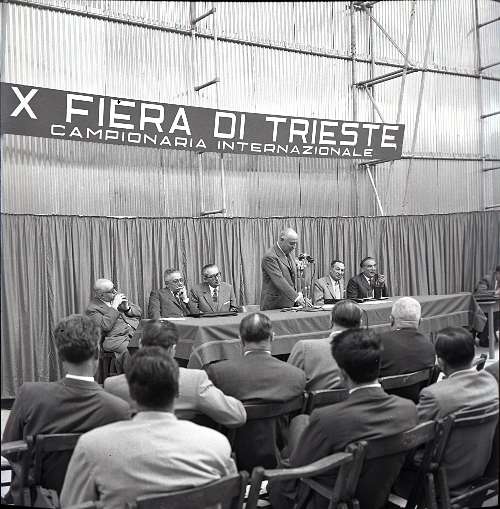 X FIERA DI TRIESTE
CAMPIONARIA INTERNAZIONALE